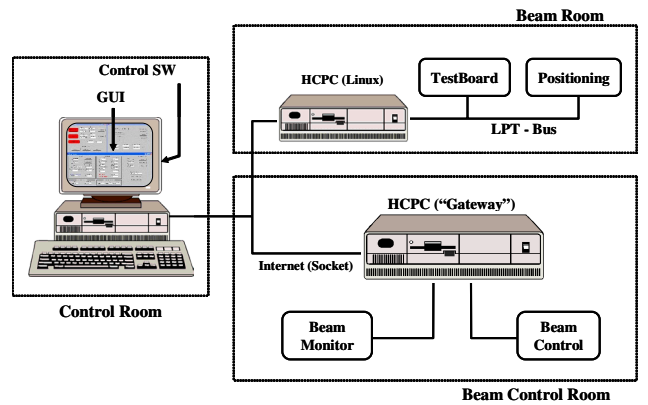 Beam Room
Control SW
GUI
HCPC (Linux)
TestBoard
Positioning
LPT - Bus
HCPC (“Gateway”)
Internet (Socket)
Control Room
Beam
Monitor
Beam
Control
Beam Control Room